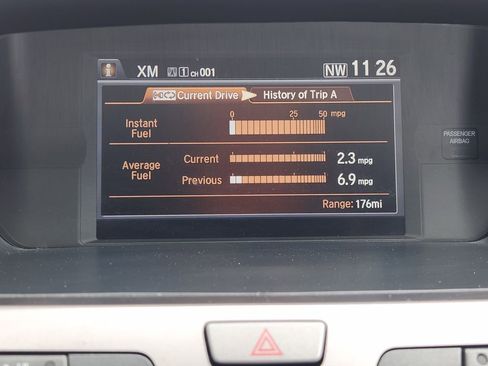 XM 1 CH 001 NW 11 26
Current Drive History of Trip A
0 25 50 mpg
Instant Fuel
Average Fuel
Current 2.3 mpg
Previous 6.9 mpg
Range: 176mi
PASSENGER
AIRBAG